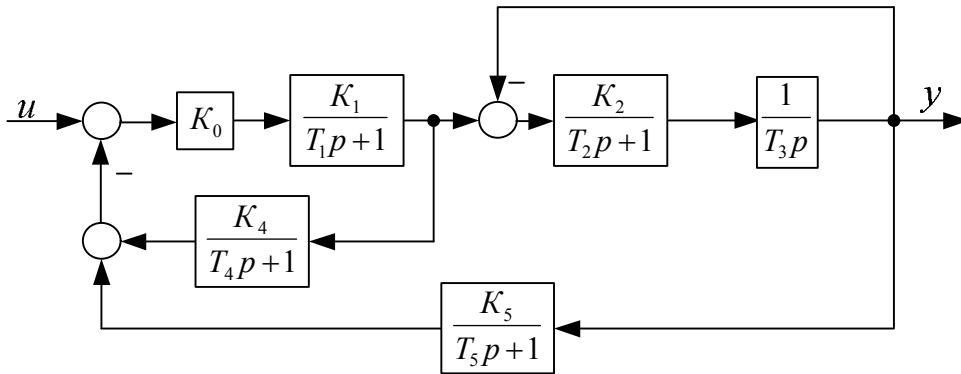 u
K₀
K₁
T₁p+1
−
K₂
T₂p+1
1
T₃p
y
−
K₄
T₄p+1
K₅
T₅p+1